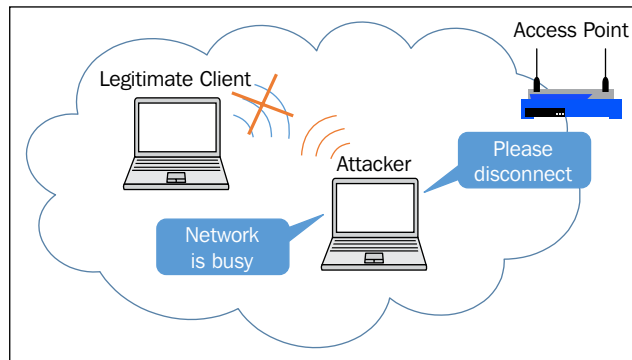 Access Point
Legitimate Client
Attacker
Please
disconnect
Network
is busy